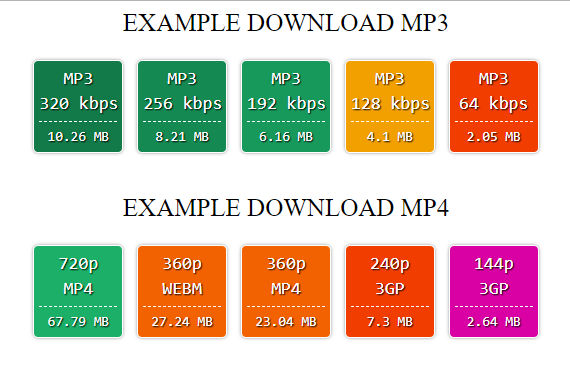 EXAMPLE DOWNLOAD MP3
MP3 MP3 MP3 MP3 MP3
320 kbps 256 kbps 192 kbps 128 kbps 64 kbps
10.26 MB 8.21 MB 6.16 MB 4.1 MB 2.05 MB
EXAMPLE DOWNLOAD MP4
720p 360p 360p 240p 144p
MP4 WEBM MP4 3GP 3GP
67.79 MB 27.24 MB 23.04 MB 7.3 MB 2.64 MB